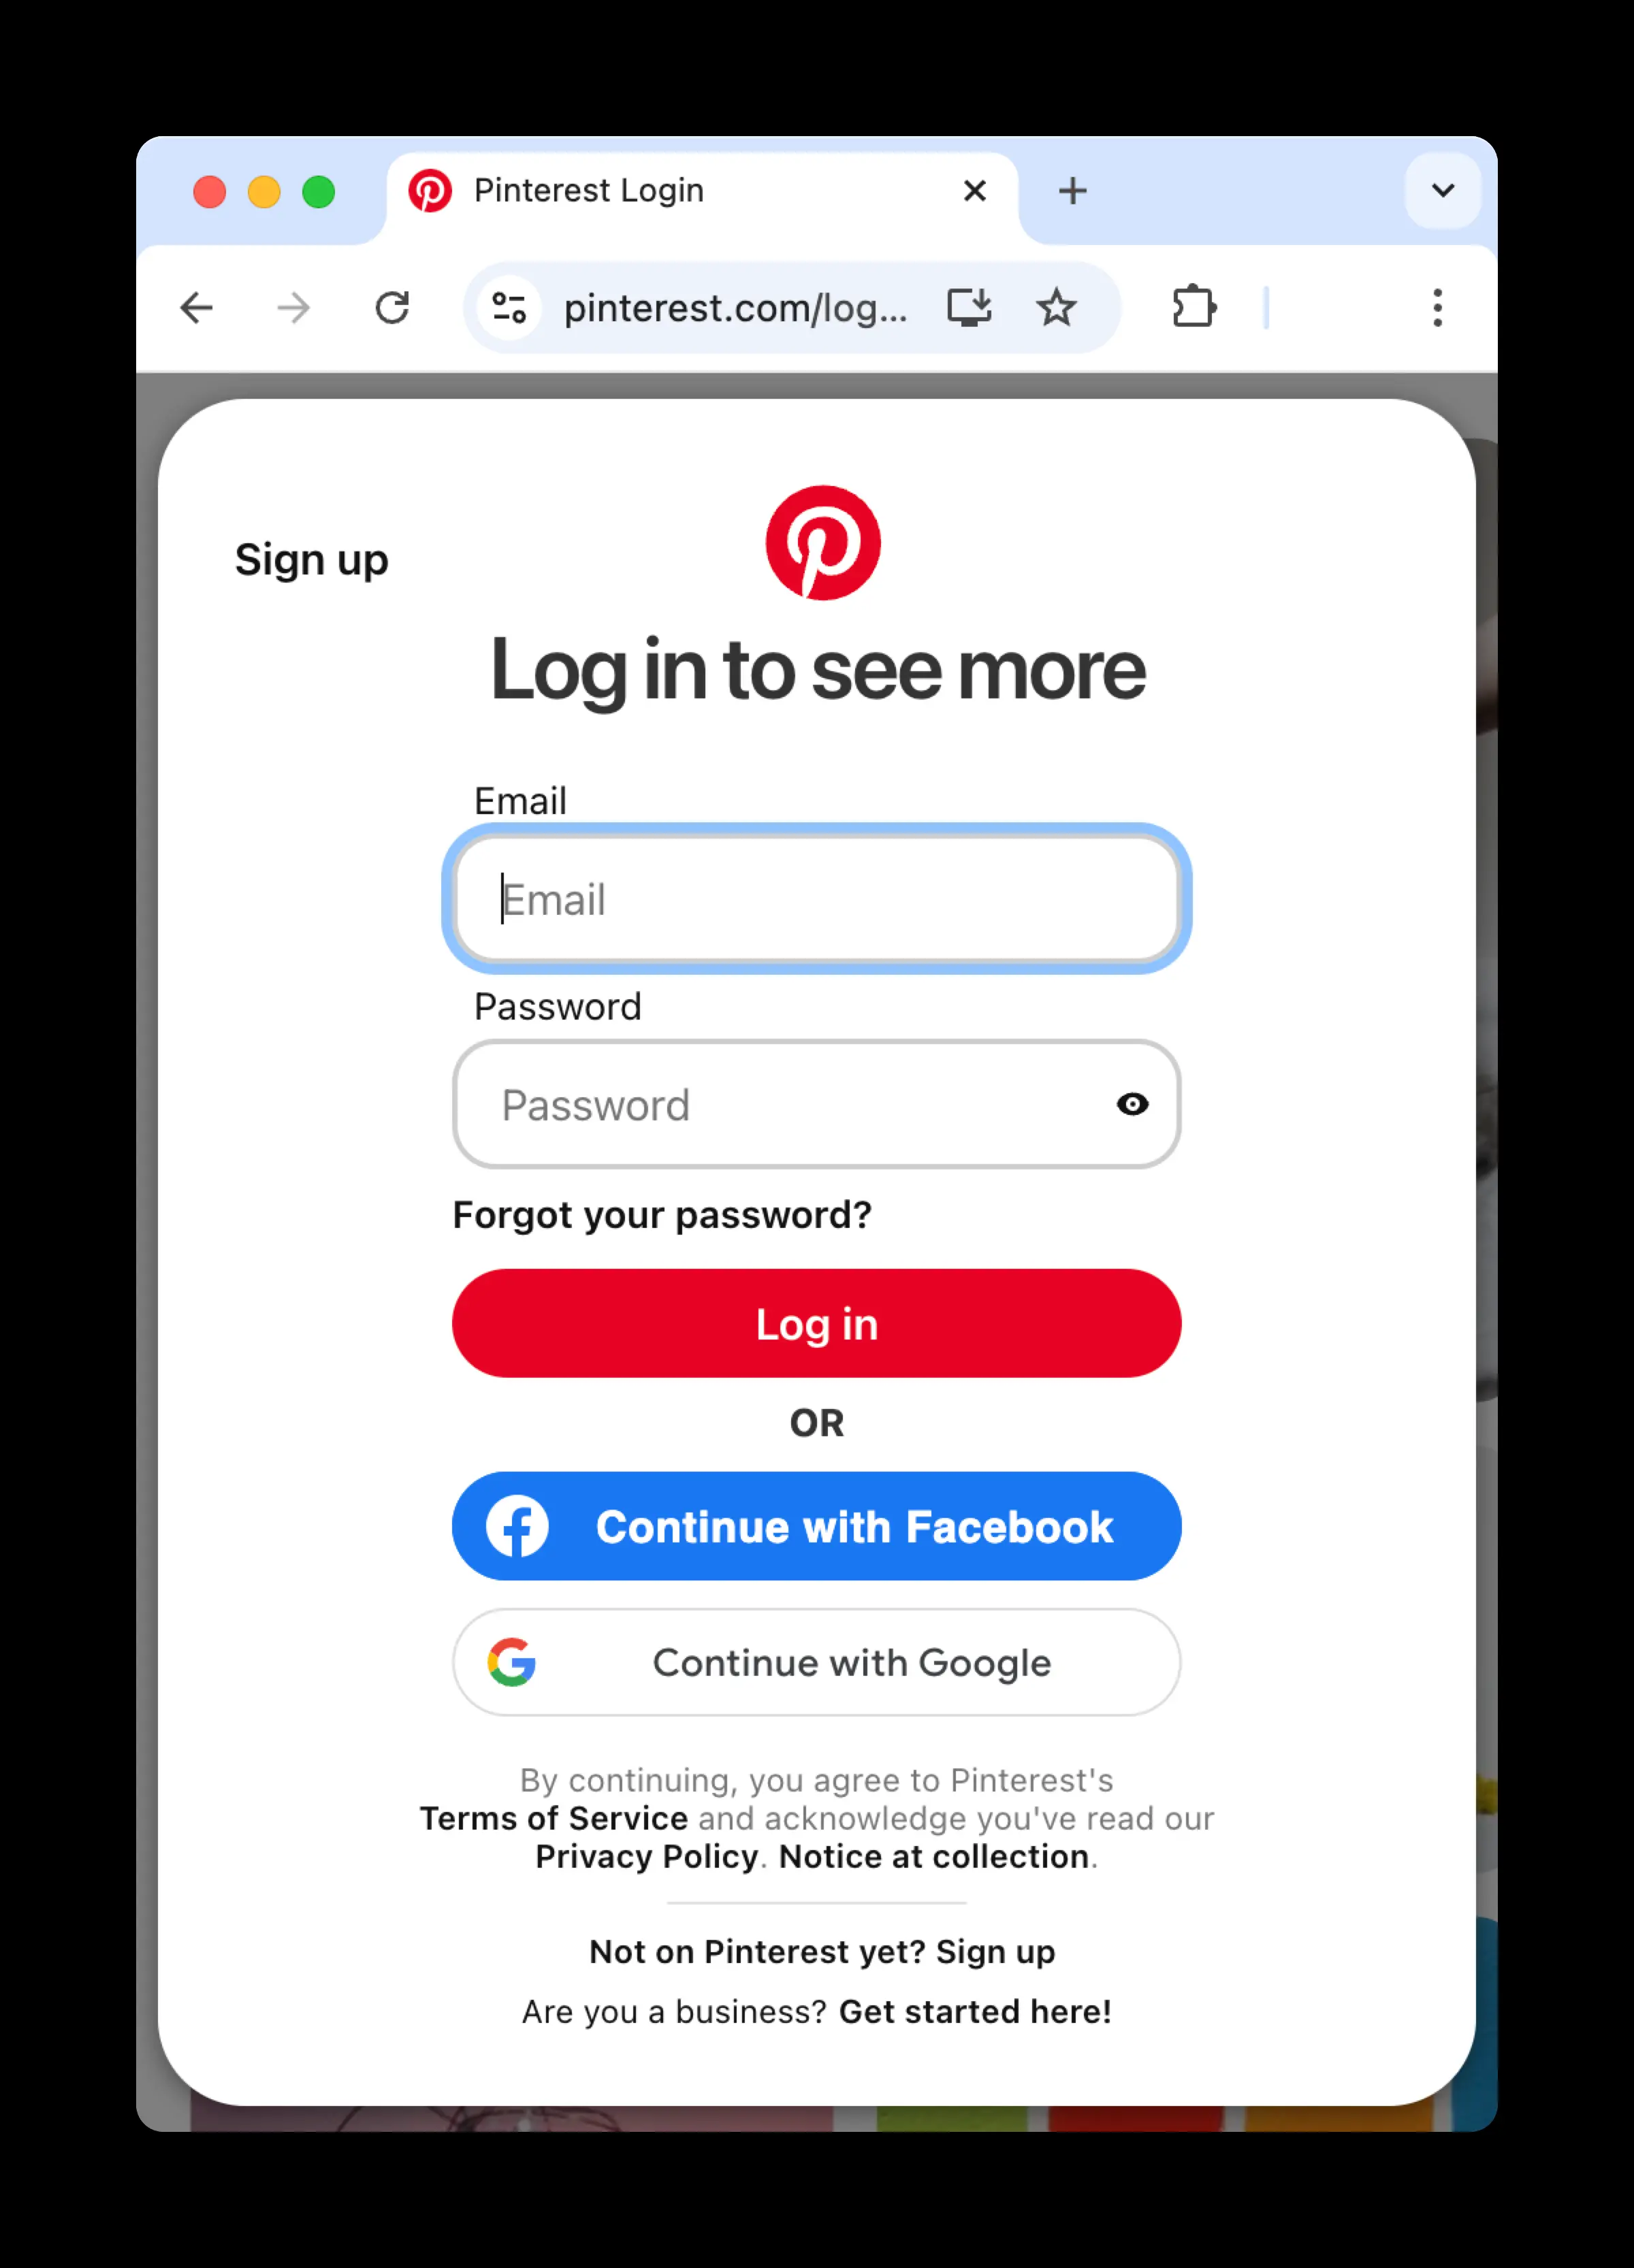 Pinterest Login
pinterest.com/log...
Sign up
Log in to see more
Email
Email
Password
Password
Forgot your password?
Log in
OR
Continue with Facebook
Continue with Google
By continuing, you agree to Pinterest's
Terms of Service and acknowledge you've read our
Privacy Policy. Notice at collection.
Not on Pinterest yet? Sign up
Are you a business? Get started here!